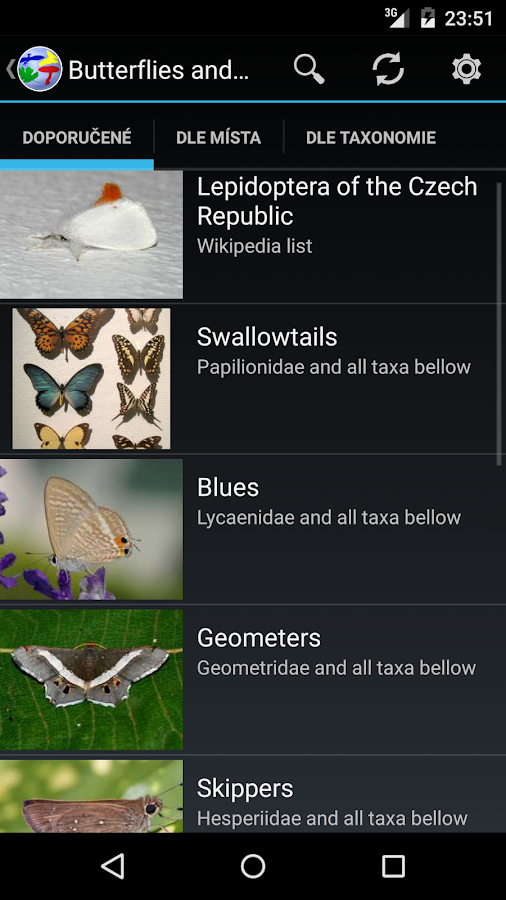 3G 23:51
Butterflies and…
DOPORUČENÉ DLE MÍSTA DLE TAXONOMIE
Lepidoptera of the Czech
Republic
Wikipedia list
Swallowtails
Papilionidae and all taxa bellow
Blues
Lycaenidae and all taxa bellow
Geometers
Geometridae and all taxa bellow
Skippers
Hesperiidae and all taxa bellow